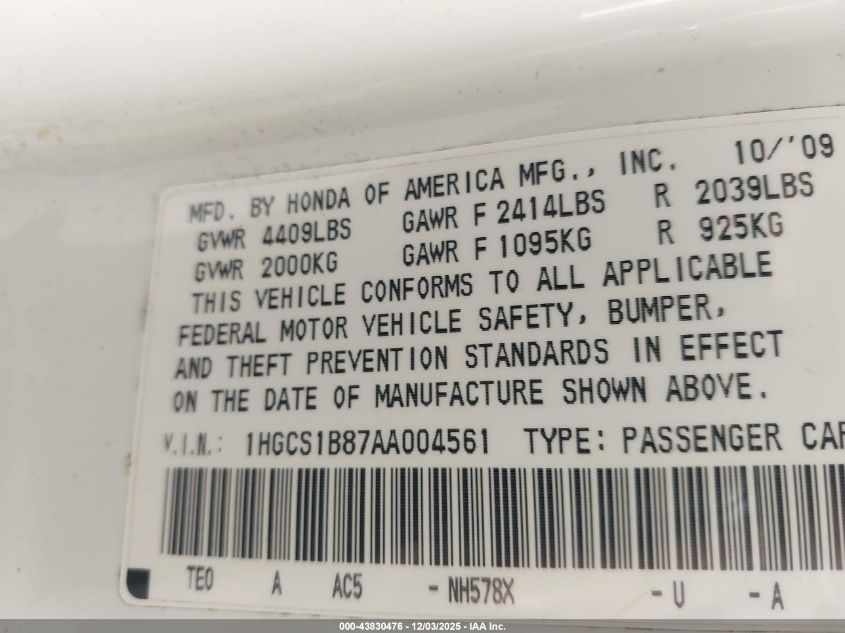 MFD. BY HONDA OF AMERICA MFG., INC. 10/'09
GVWR 4409LBS GAWR F 2414LBS R 2039LBS
GVWR 2000KG GAWR F 1095KG R 925KG
THIS VEHICLE CONFORMS TO ALL APPLICABLE
FEDERAL MOTOR VEHICLE SAFETY, BUMPER,
AND THEFT PREVENTION STANDARDS IN EFFECT
ON THE DATE OF MANUFACTURE SHOWN ABOVE.
V.I.N.: 1HGCS1B87AA004561 TYPE: PASSENGER CAR
TE0 A AC5 - NH578X - U - A
000-43830476 - 12/03/2025 - IAA Inc.